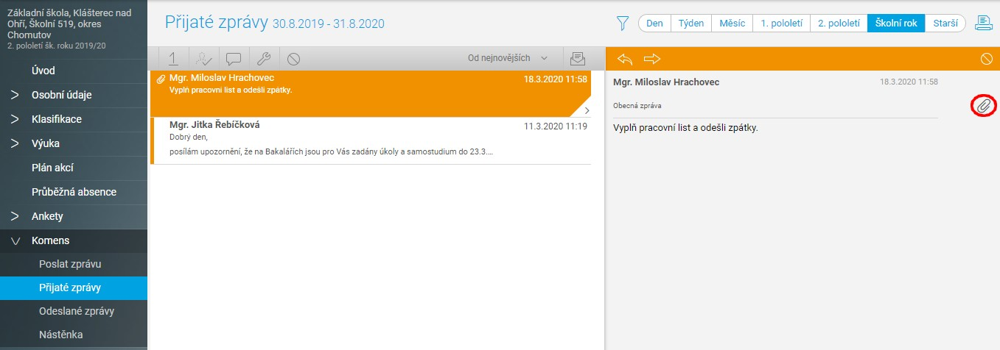 Základní škola, Klášterec nad
Ohří, Školní 519, okres
Chomutov
2. pololetí šk. roku 2019/20
Úvod
Osobní údaje
Klasifikace
Výuka
Plán akcí
Průběžná absence
Ankety
Komens
Poslat zprávu
Přijaté zprávy
Odeslané zprávy
Nástěnka
Přijaté zprávy 30.8.2019 - 31.8.2020
Den Týden Měsíc 1. pololetí 2. pololetí Školní rok Starší
1 Od nejnovějších
Mgr. Miloslav Hrachovec 18.3.2020 11:58
Vyplň pracovní list a odešli zpátky.
Mgr. Jitka Řebíčková 11.3.2020 11:19
Dobrý den,
posílám upozornění, že na Bakalářích jsou pro Vás zadány úkoly a samostudium do 23.3....
Mgr. Miloslav Hrachovec 18.3.2020 11:58
Obecná zpráva
Vyplň pracovní list a odešli zpátky.